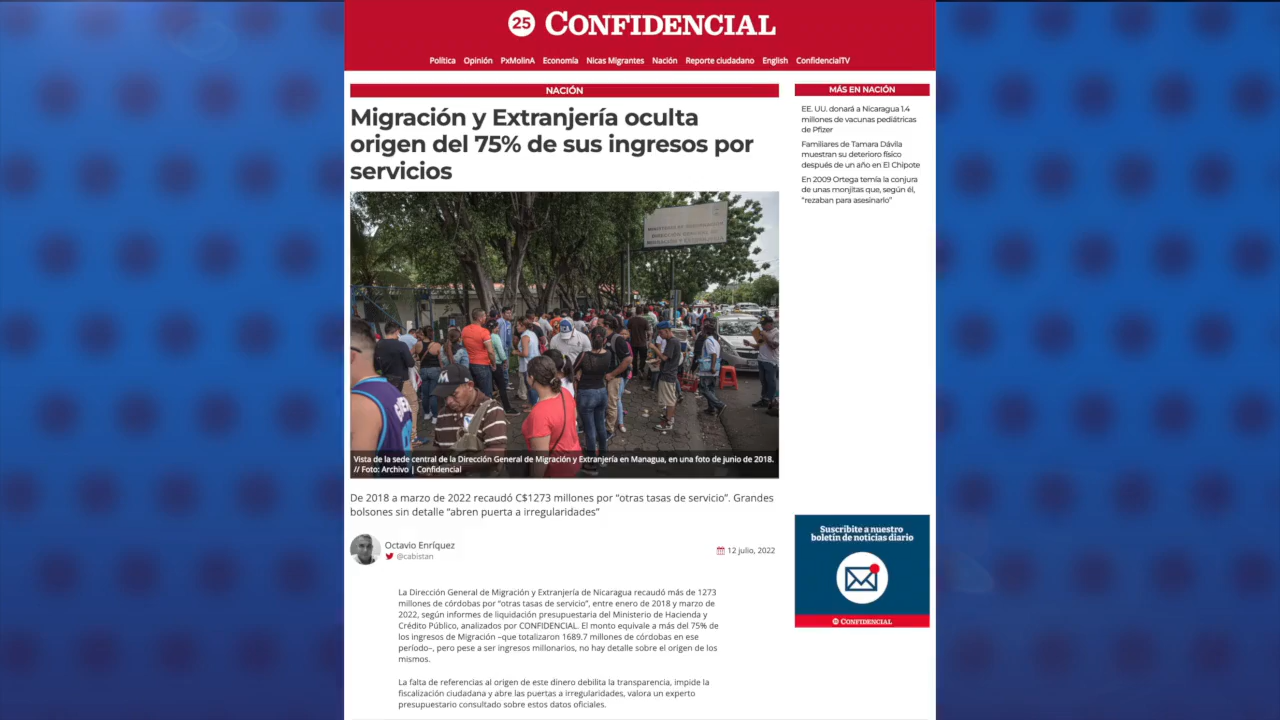 25 CONFIDENCIAL
Política Opinión PxMolinA Economía Nicas Migrantes Nación Reporte ciudadano English ConfidencialTV
NACIÓN
Migración y Extranjería oculta
origen del 75% de sus ingresos por
servicios
Vista de la sede central de la Dirección General de Migración y Extranjería en Managua, en una foto de junio de 2018.
// Foto: Archivo | Confidencial
De 2018 a marzo de 2022 recaudó C$1273 millones por “otras tasas de servicio”. Grandes
bolsones sin detalle “abren puerta a irregularidades”
Octavio Enríquez
@cabistan
12 julio, 2022
La Dirección General de Migración y Extranjería de Nicaragua recaudó más de 1273
millones de córdobas por “otras tasas de servicio”, entre enero de 2018 y marzo de
2022, según informes de liquidación presupuestaria del Ministerio de Hacienda y
Crédito Público, analizados por CONFIDENCIAL. El monto equivale a más del 75% de
los ingresos de Migración –que totalizaron 1689.7 millones de córdobas en ese
período–, pero pese a ser ingresos millonarios, no hay detalle sobre el origen de los
mismos.
La falta de referencias al origen de este dinero debilita la transparencia, impide la
fiscalización ciudadana y abre las puertas a irregularidades, valora un experto
presupuestario consultado sobre estos datos oficiales.
MÁS EN NACIÓN
EE. UU. donará a Nicaragua 1.4
millones de vacunas pediátricas
de Pfizer
Familiares de Tamara Dávila
muestran su deterioro físico
después de un año en El Chipote
En 2009 Ortega temía la conjura
de unas monjitas que, según él,
“rezaban para asesinarlo”
Suscribite a nuestro
boletín de noticias diario
CONFIDENCIAL